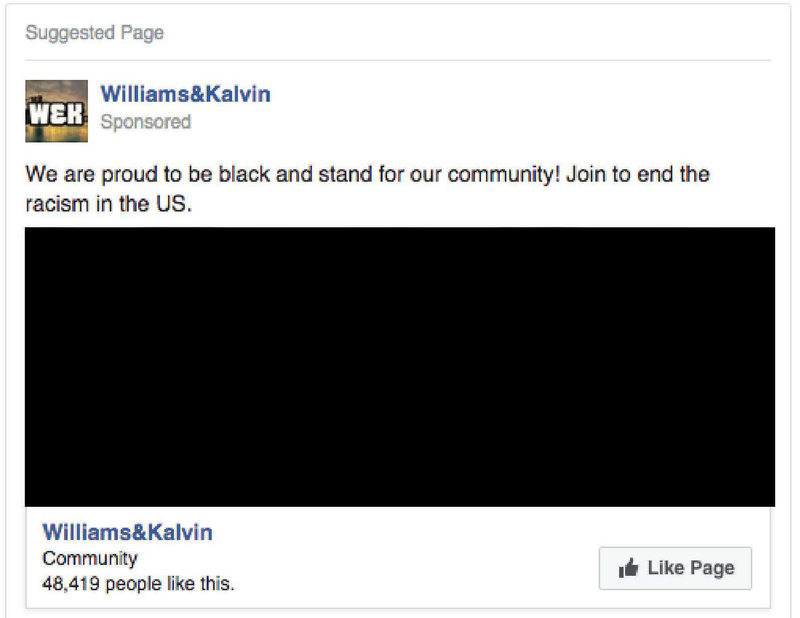 Suggested Page
W&K
Williams&Kalvin
Sponsored
We are proud to be black and stand for our community! Join to end the
racism in the US.
Williams&Kalvin
Community
48,419 people like this.
Like Page